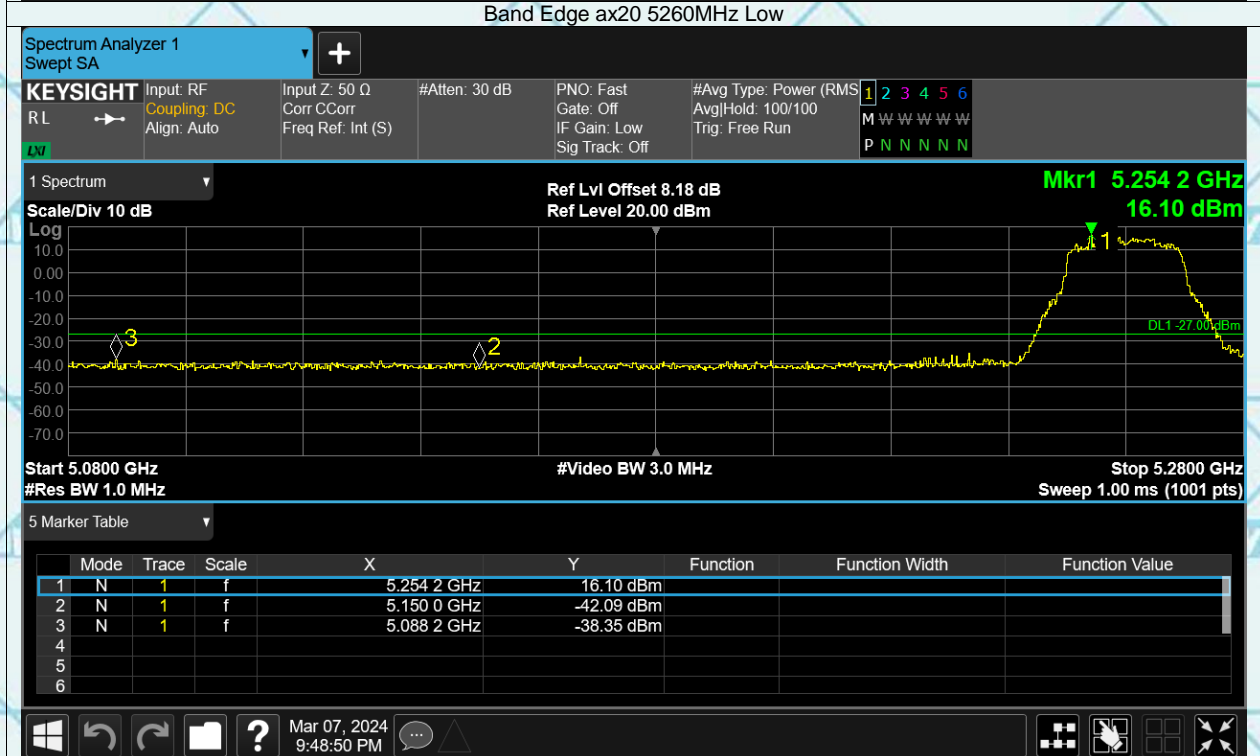 Band Edge ax20 5260MHz Low
Spectrum Analyzer 1
Swept SA
KEYSIGHT
RL
LXI
Input: RF
Coupling: DC
Align: Auto
Input Z: 50 Ω
Corr CCorr
Freq Ref: Int (S)
#Atten: 30 dB
PNO: Fast
Gate: Off
IF Gain: Low
Sig Track: Off
#Avg Type: Power (RMS
Avg|Hold: 100/100
Trig: Free Run
1 2 3 4 5 6
M W W W W W
P N N N N N
1 Spectrum
Scale/Div 10 dB
Ref Lvl Offset 8.18 dB
Ref Level 20.00 dBm
Mkr1 5.254 2 GHz
16.10 dBm
Log
10.0
0.00
-10.0
-20.0
-30.0
-40.0
-50.0
-60.0
-70.0
3
2
1
DL1 -27.00 dBm
Start 5.0800 GHz
#Video BW 3.0 MHz
Stop 5.2800 GHz
#Res BW 1.0 MHz
Sweep 1.00 ms (1001 pts)
5 Marker Table
Mode Trace Scale X Y Function Function Width Function Value
1 N 1 f 5.254 2 GHz 16.10 dBm
2 N 1 f 5.150 0 GHz -42.09 dBm
3 N 1 f 5.088 2 GHz -38.35 dBm
4
5
6
?
Mar 07, 2024
9:48:50 PM